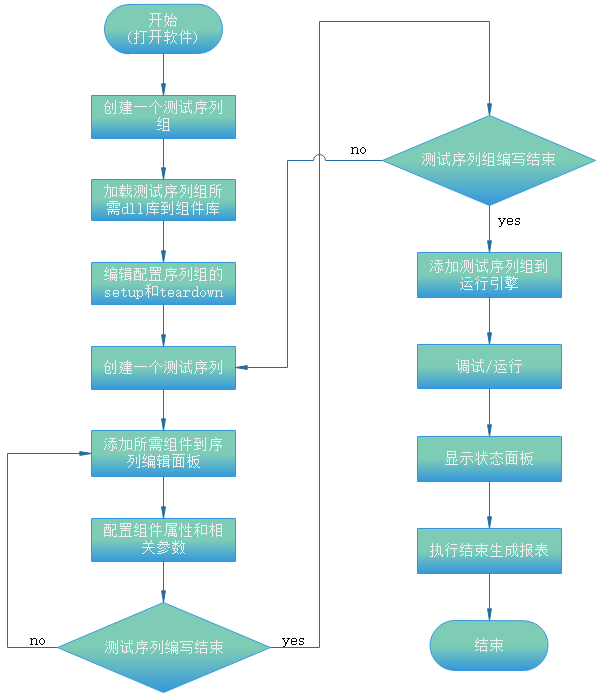 开始
(打开软件)
创建一个测试序列
组
加载测试序列组所
需dll库到组件库
编辑配置序列组的
setup和teardown
创建一个测试序列
添加所需组件到序
列编辑面板
配置组件属性和相
关参数
测试序列编写结束
no
yes
测试序列组编写结束
no
yes
添加测试序列组到
运行引擎
调试/运行
显示状态面板
执行结束生成报表
结束